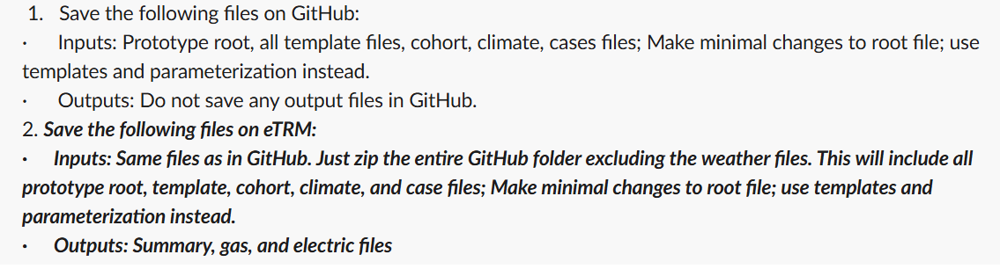 1. Save the following files on GitHub:
· Inputs: Prototype root, all template files, cohort, climate, cases files; Make minimal changes to root file; use
templates and parameterization instead.
· Outputs: Do not save any output files in GitHub.
2. Save the following files on eTRM:
· Inputs: Same files as in GitHub. Just zip the entire GitHub folder excluding the weather files. This will include all
prototype root, template, cohort, climate, and case files; Make minimal changes to root file; use templates and
parameterization instead.
· Outputs: Summary, gas, and electric files